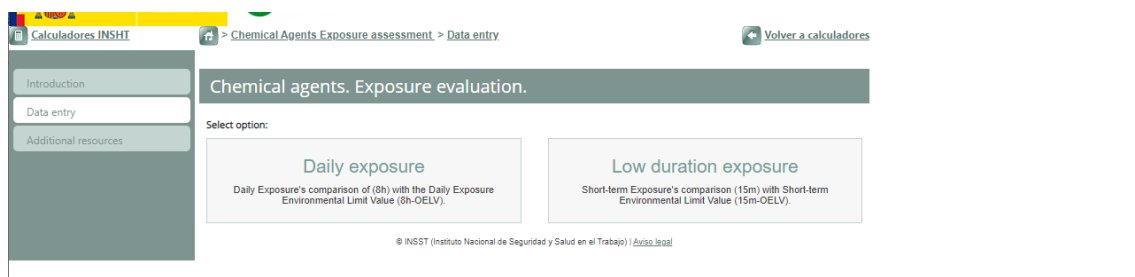 Calculadores INSHT
> Chemical Agents Exposure assessment > Data entry
Volver a calculadores
Introduction
Data entry
Additional resources
Chemical agents. Exposure evaluation.
Select option:
Daily exposure
Daily Exposure's comparison of (8h) with the Daily Exposure
Environmental Limit Value (8h-OELV).
Low duration exposure
Short-term Exposure's comparison (15m) with Short-term
Environmental Limit Value (15m-OELV).
© INSST (Instituto Nacional de Seguridad y Salud en el Trabajo) | Aviso legal